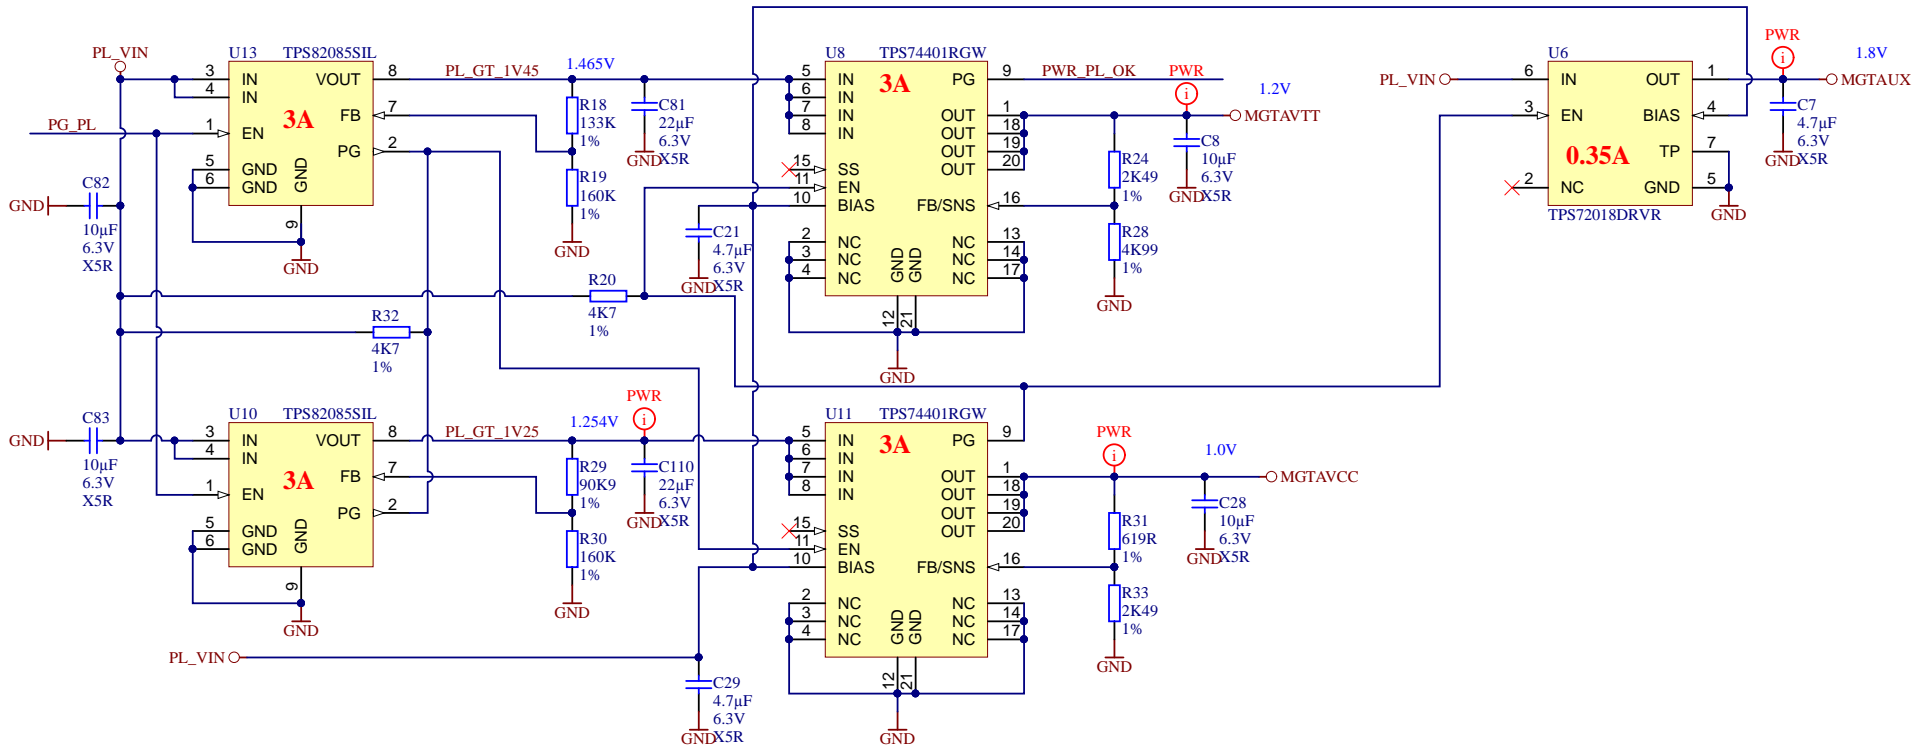 PL_VIN
U13 TPS82085SIL
3 IN VOUT 8
4 IN
PG_PL
1 EN
3A
FB 7
PG 2
5 GND
6 GND
GND
9
GND
GND
C82
10µF
6.3V
X5R
PL_GT_1V45
1.465V
R18
133K
1%
R19
160K
1%
GND
C81
22µF
6.3V
X5R
GND
R20
4K7
1%
R32
4K7
1%
C21
4.7µF
6.3V
X5R
GND
U8 TPS74401RGW
3A
5 IN PG 9
6 IN
7 IN OUT 1
8 IN OUT 18
OUT 19
15 SS OUT 20
11 EN
10 BIAS FB/SNS 16
2 NC NC 13
3 NC NC 14
4 NC NC 17
GND GND
12 21
GND
PWR_PL_OK
PWR
i
1.2V
MGTAVTT
C8
10µF
6.3V
X5R
GND
R24
2K49
1%
R28
4K99
1%
GND
PL_VIN
U6
6 IN OUT 1
3 EN BIAS 4
0.35A
TP 7
2 NC GND 5
TPS72018DRVR
GND
PWR
i
1.8V
MGTAUX
C7
4.7µF
6.3V
X5R
GND
GND
C83
10µF
6.3V
X5R
U10 TPS82085SIL
3 IN VOUT 8
4 IN
3A
FB 7
1 EN
PG 2
5 GND
6 GND
GND
9
GND
PL_GT_1V25
1.254V
PWR
i
R29
90K9
1%
R30
160K
1%
GND
C110
22µF
6.3V
X5R
GND
PL_VIN
C29
4.7µF
6.3V
X5R
GND
U11 TPS74401RGW
3A
5 IN PG 9
6 IN
7 IN OUT 1
8 IN OUT 18
OUT 19
15 SS OUT 20
11 EN
10 BIAS FB/SNS 16
2 NC NC 13
3 NC NC 14
4 NC NC 17
GND GND
12 21
GND
PWR
i
1.0V
MGTAVCC
C28
10µF
6.3V
X5R
GND
R31
619R
1%
R33
2K49
1%
GND